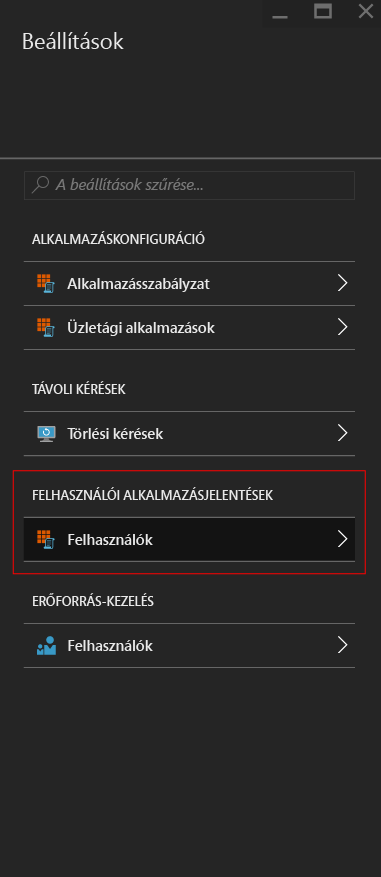 Beállítások
A beállítások szűrése...
ALKALMAZÁSKONFIGURÁCIÓ
Alkalmazásszabályzat
Üzletági alkalmazások
TÁVOLI KÉRÉSEK
Törlési kérések
FELHASZNÁLÓI ALKALMAZÁSJELENTÉSEK
Felhasználók
ERŐFORRÁS-KEZELÉS
Felhasználók